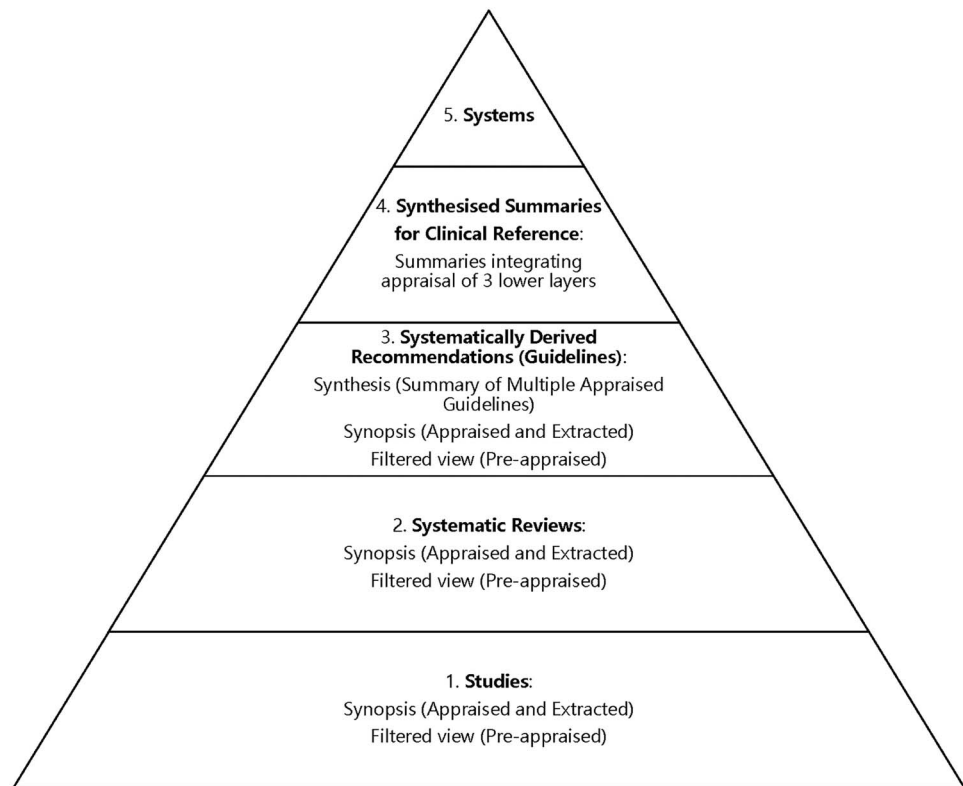 5. Systems
4. Synthesised Summaries
for Clinical Reference:
Summaries integrating
appraisal of 3 lower layers
3. Systematically Derived
Recommendations (Guidelines):
Synthesis (Summary of Multiple Appraised
Guidelines)
Synopsis (Appraised and Extracted)
Filtered view (Pre-appraised)
2. Systematic Reviews:
Synopsis (Appraised and Extracted)
Filtered view (Pre-appraised)
1. Studies:
Synopsis (Appraised and Extracted)
Filtered view (Pre-appraised)